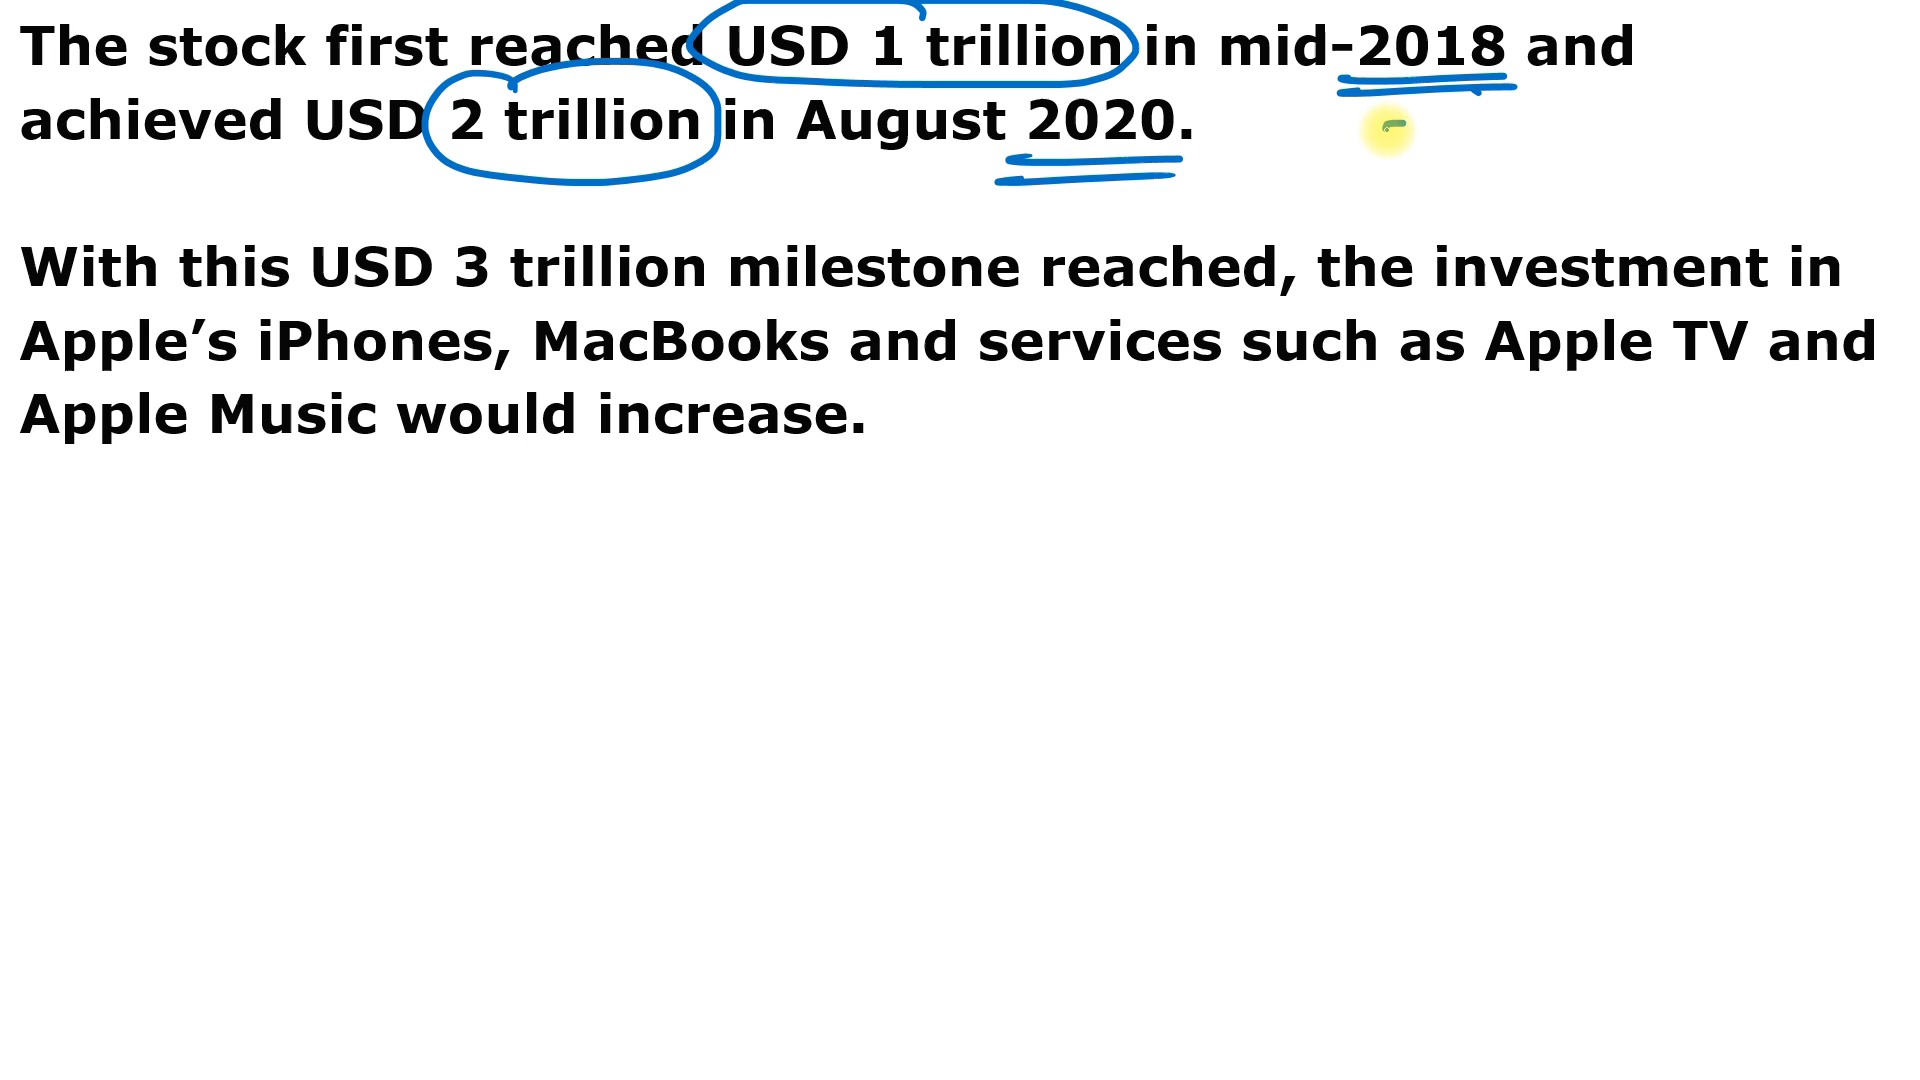 The stock first reached USD 1 trillion in mid-2018 and
achieved USD 2 trillion in August 2020.
With this USD 3 trillion milestone reached, the investment in
Apple’s iPhones, MacBooks and services such as Apple TV and
Apple Music would increase.